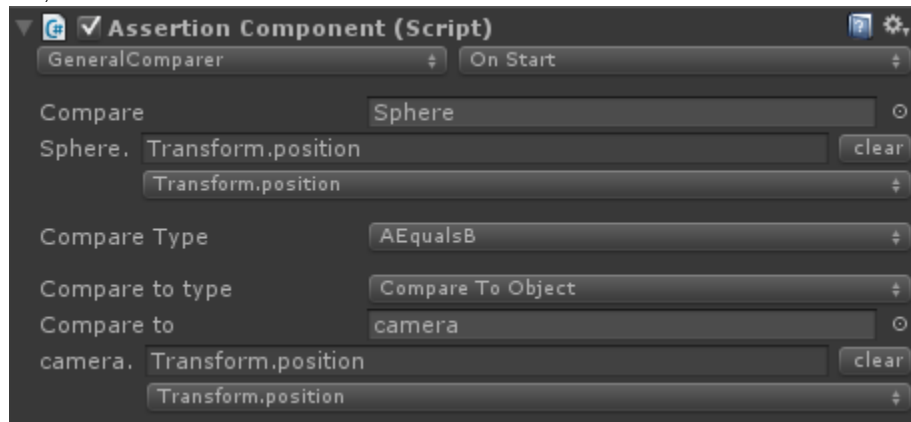 Assertion Component (Script)
GeneralComparer On Start
Compare Sphere
Sphere. Transform.position clear
Transform.position
Compare Type AEqualsB
Compare to type Compare To Object
Compare to camera
camera. Transform.position clear
Transform.position